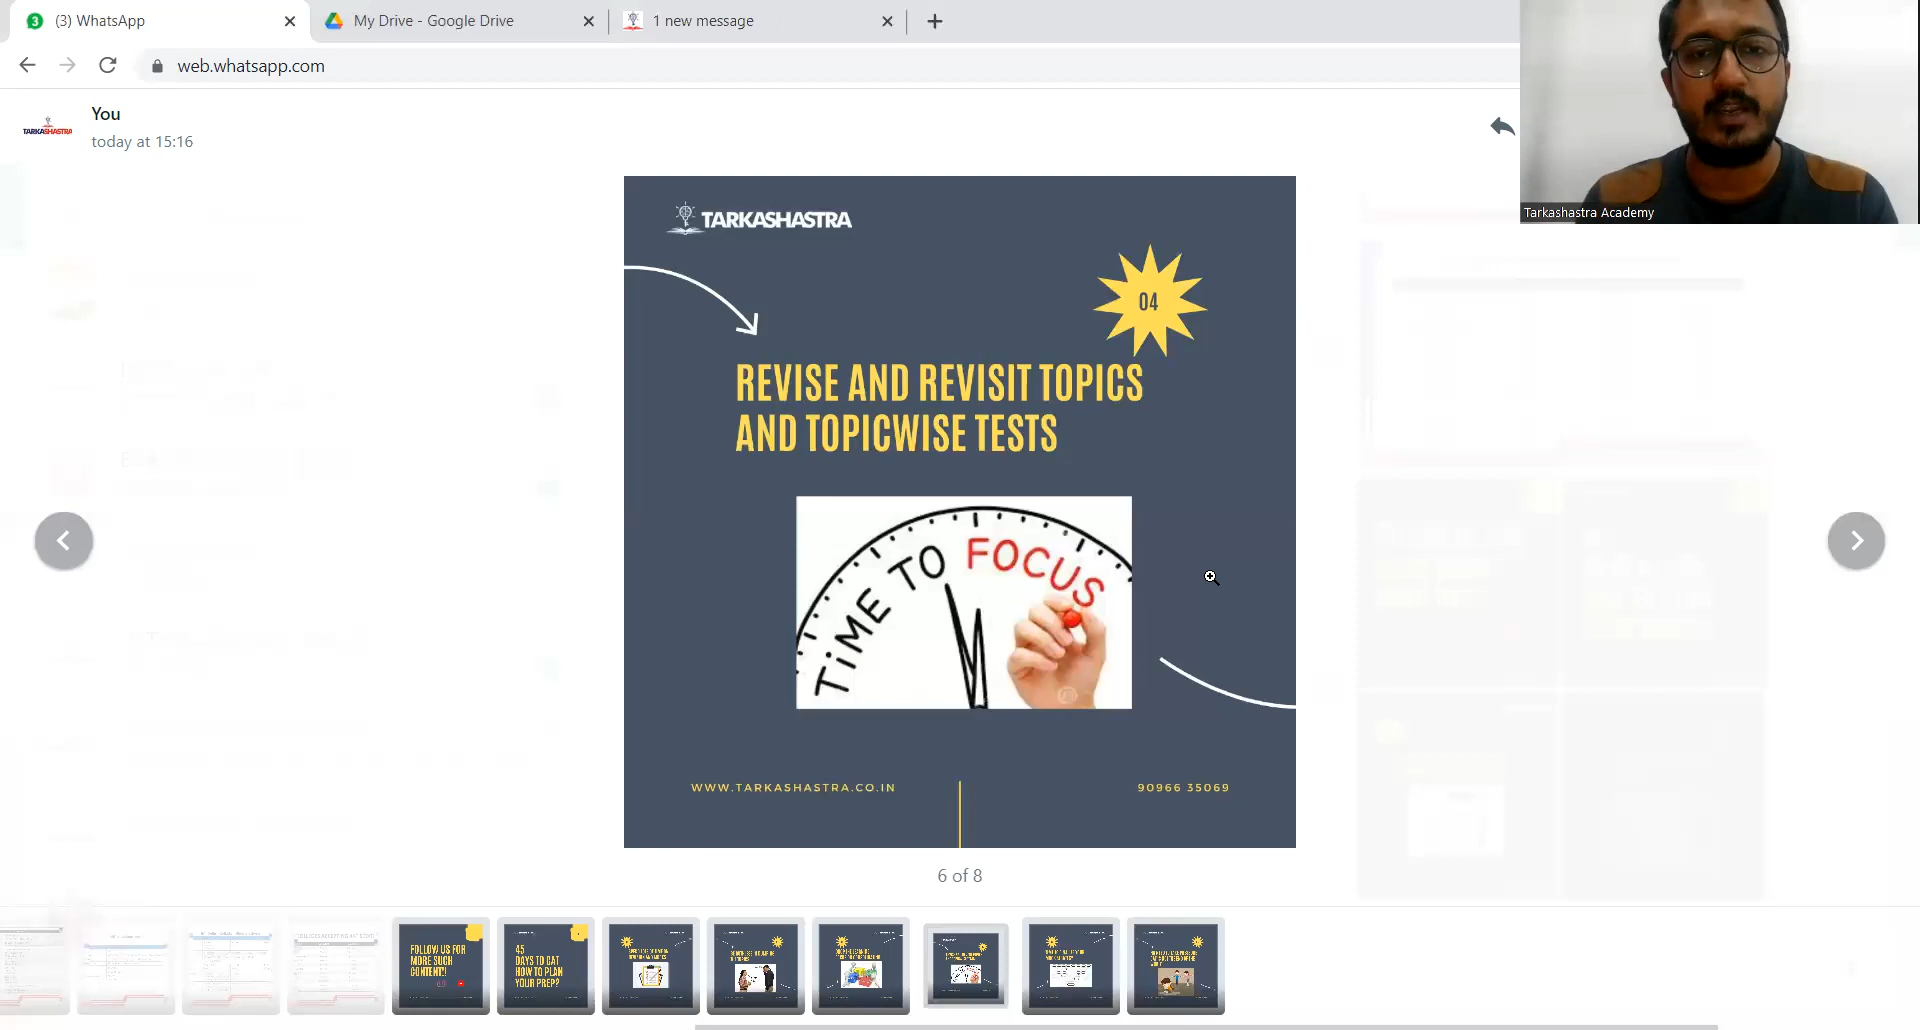 (3) WhatsApp
My Drive - Google Drive
1 new message
web.whatsapp.com
TARKASHASTRA
You
today at 15:16
Tarkashastra Academy
TARKASHASTRA
04
REVISE AND REVISIT TOPICS
AND TOPICWISE TESTS
TiME TO FOCUS
WWW.TARKASHASTRA.CO.IN
90966 35069
6 of 8
FOLLOW US FOR
MORE SUCH
CONTENT!!
45
DAYS TO CAT
HOW TO PLAN
YOUR PREP?